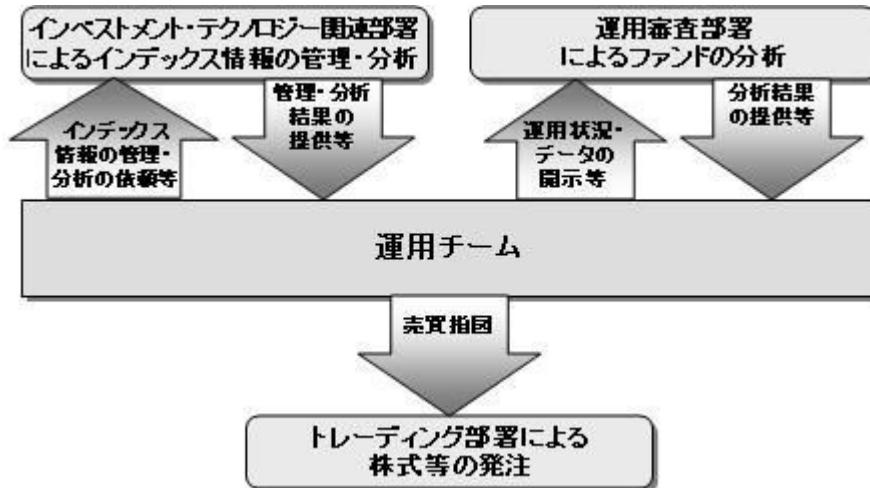 インベストメント・テクノロジー関連部署
によるインデックス情報の管理・分析
運用審査部署
によるファンドの分析
インデックス
情報の管理・
分析の依頼等
管理・分析
結果の
提供等
運用状況・
データの
開示等
分析結果
の提供等
運用チーム
売買指図
トレーディング部署による
株式等の発注